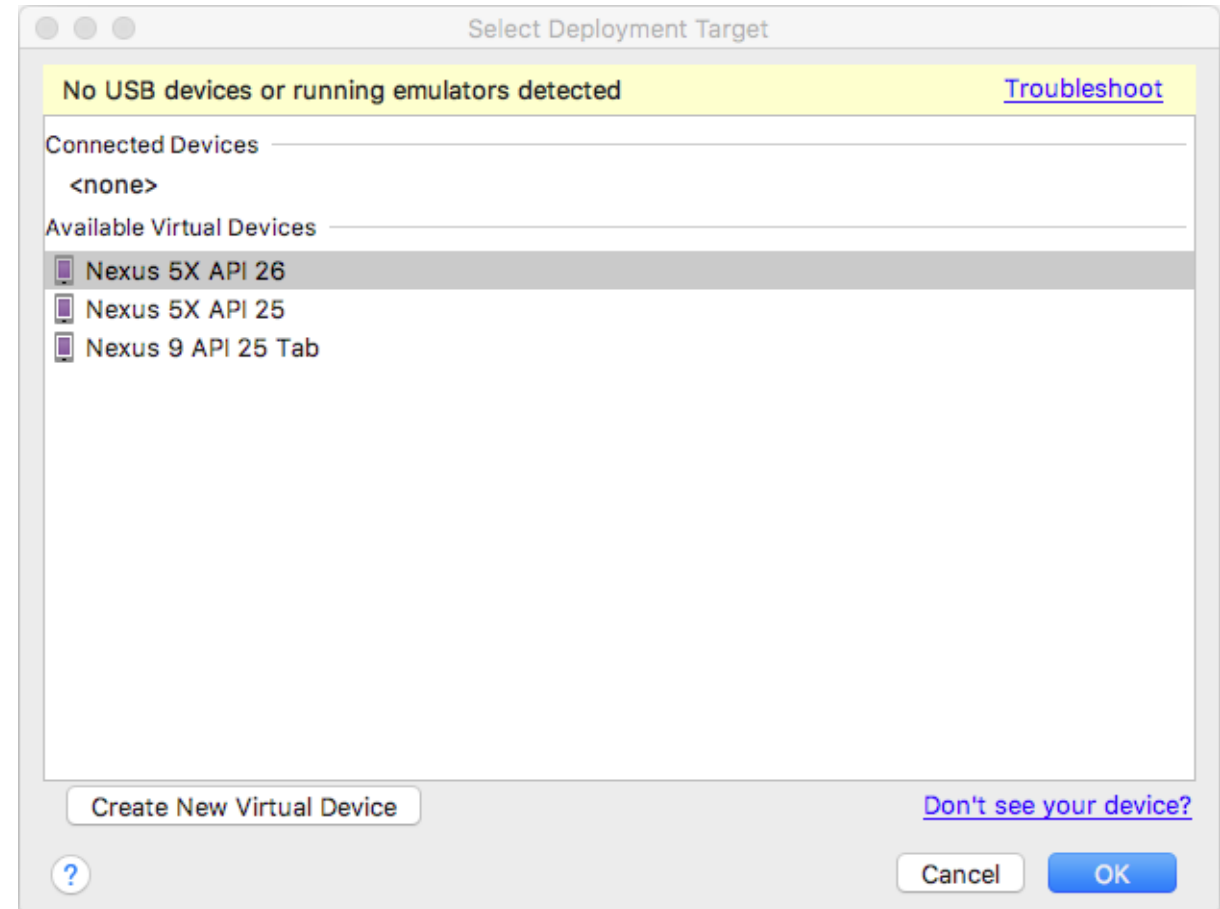 Select Deployment Target
No USB devices or running emulators detected Troubleshoot
Connected Devices
<none>
Available Virtual Devices
Nexus 5X API 26
Nexus 5X API 25
Nexus 9 API 25 Tab
Create New Virtual Device Don't see your device?
? Cancel OK